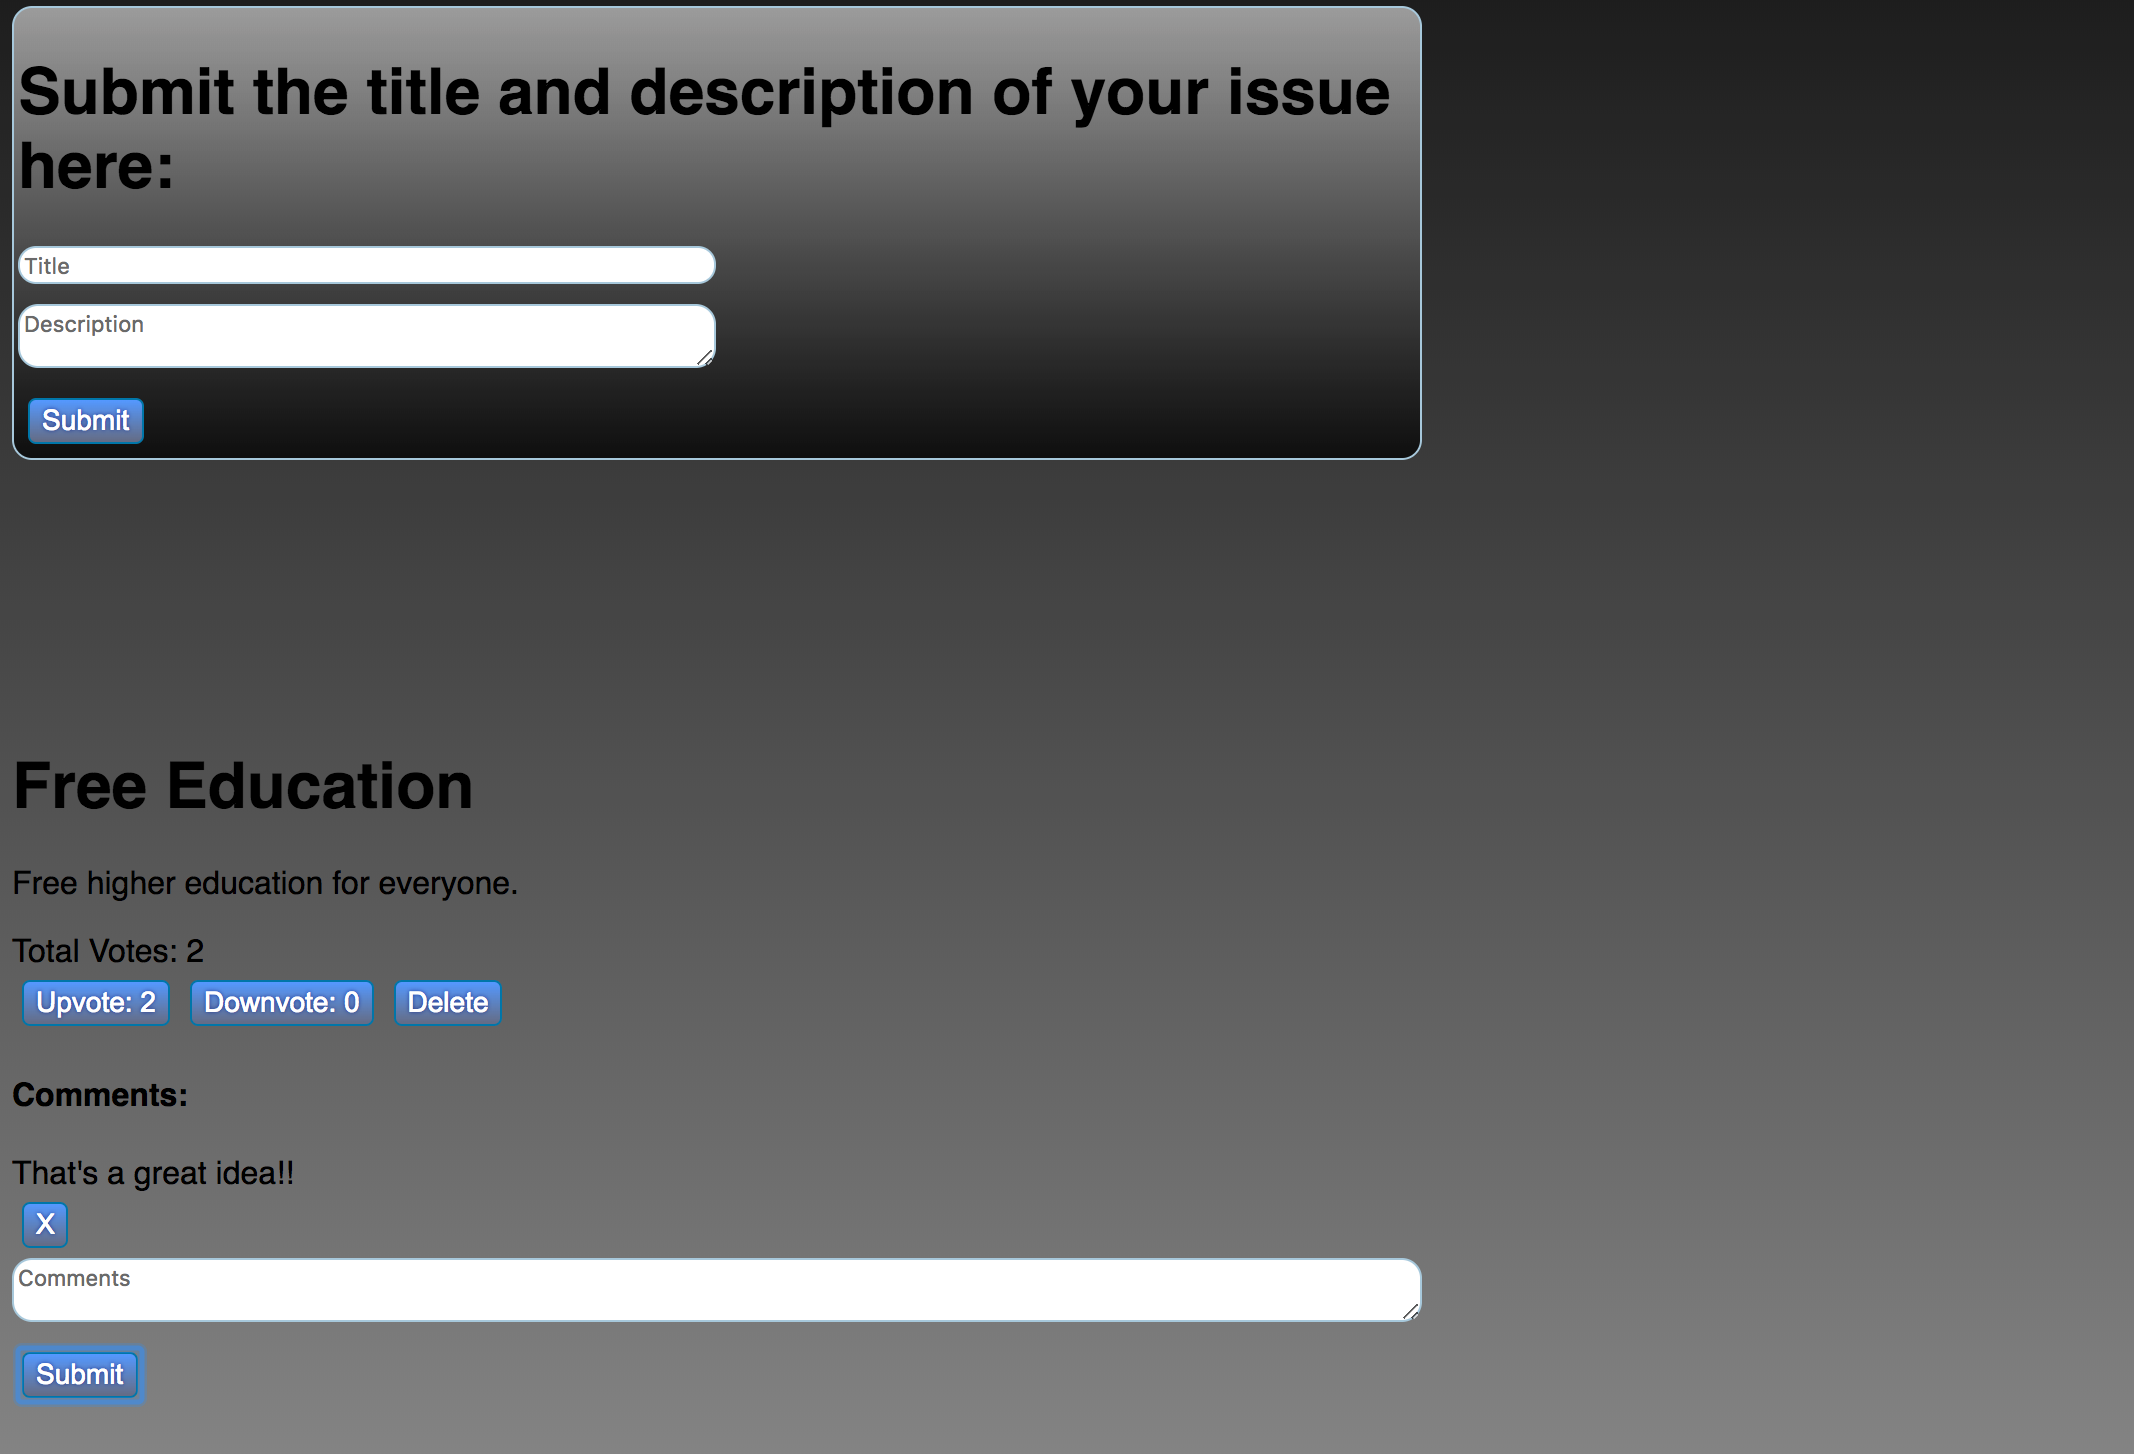 Submit the title and description of your issue
here:
Title
Description
Submit
Free Education
Free higher education for everyone.
Total Votes: 2
Upvote: 2 Downvote: 0 Delete
Comments:
That's a great idea!!
X
Comments
Submit